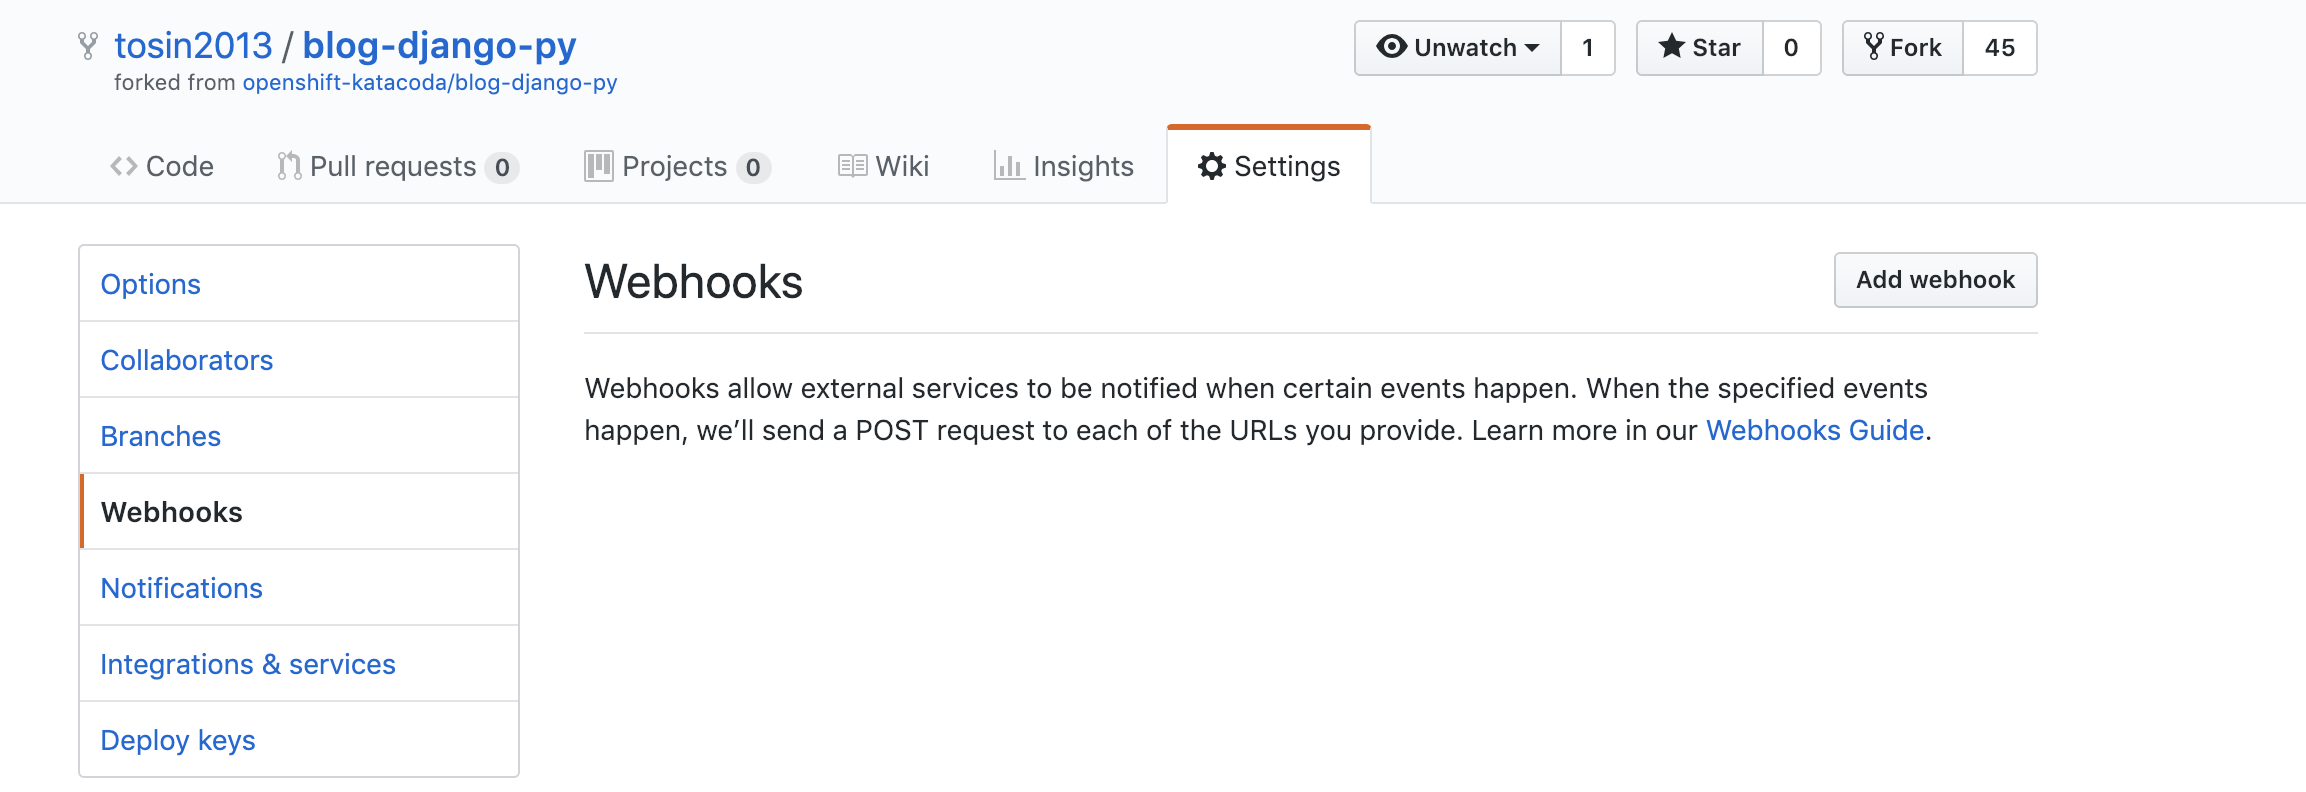 tosin2013 / blog-django-py
forked from openshift-katacoda/blog-django-py
Unwatch 1
Star 0
Fork 45
Code
Pull requests 0
Projects 0
Wiki
Insights
Settings
Options
Collaborators
Branches
Webhooks
Notifications
Integrations & services
Deploy keys
Webhooks
Add webhook
Webhooks allow external services to be notified when certain events happen. When the specified events
happen, we’ll send a POST request to each of the URLs you provide. Learn more in our Webhooks Guide.